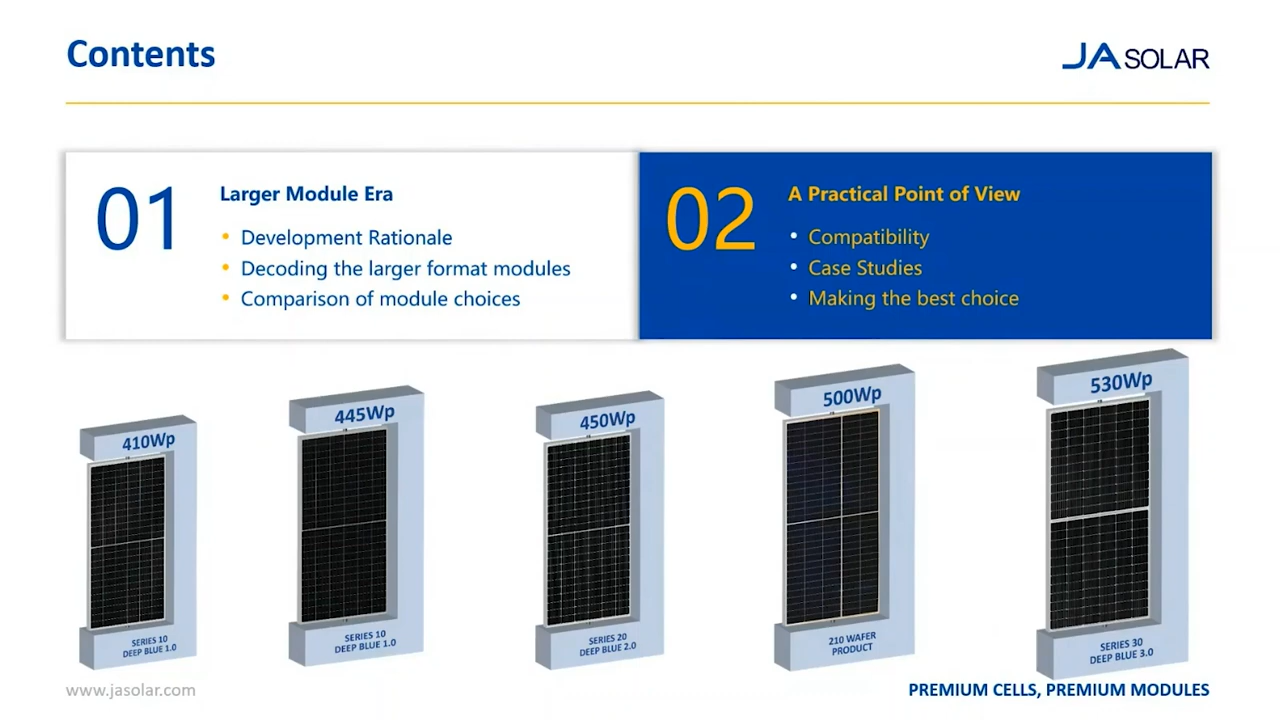 Contents
JA SOLAR
01
Larger Module Era
• Development Rationale
• Decoding the larger format modules
• Comparison of module choices
02
A Practical Point of View
• Compatibility
• Case Studies
• Making the best choice
410Wp
SERIES 10
DEEP BLUE 1.0
445Wp
SERIES 10
DEEP BLUE 1.0
450Wp
SERIES 20
DEEP BLUE 2.0
500Wp
210 WAFER
PRODUCT
530Wp
SERIES 30
DEEP BLUE 3.0
www.jasolar.com
PREMIUM CELLS, PREMIUM MODULES